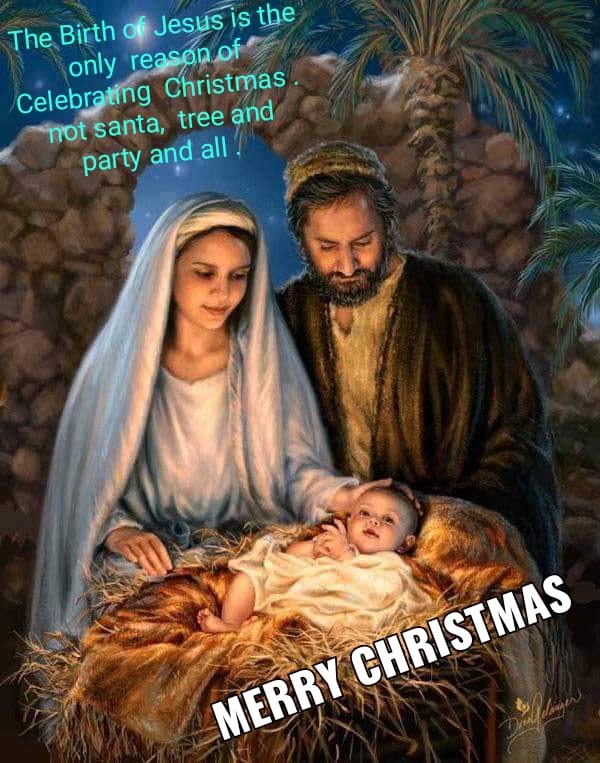 The Birth of Jesus is the
only reason of
Celebrating Christmas .
not santa, tree and
party and all .
MERRY CHRISTMAS